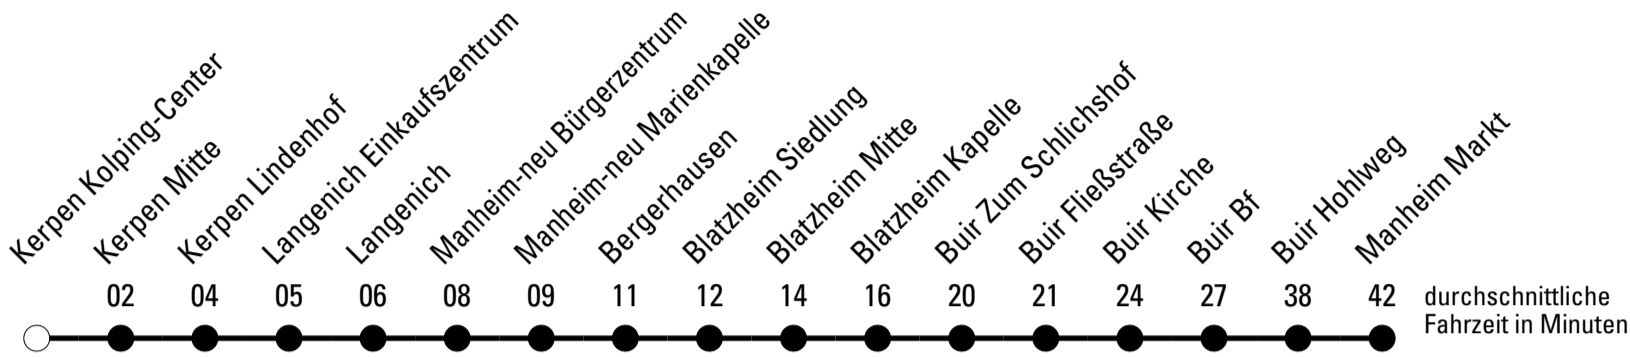 Kerpen Kolping-Center
Kerpen Mitte
Kerpen Lindenhof
Langenich Einkaufszentrum
Langenich
Manheim-neu Bürgerzentrum
Manheim-neu Marienkapelle
Bergerhausen
Blatzheim Siedlung
Blatzheim Mitte
Blatzheim Kapelle
Buir Zum Schlichshof
Buir Fließstraße
Buir Kirche
Buir Bf
Buir Hohlweg
Manheim Markt
02 04 05 06 08 09 11 12 14 16 20 21 24 27 38 42
durchschnittliche
Fahrzeit in Minuten